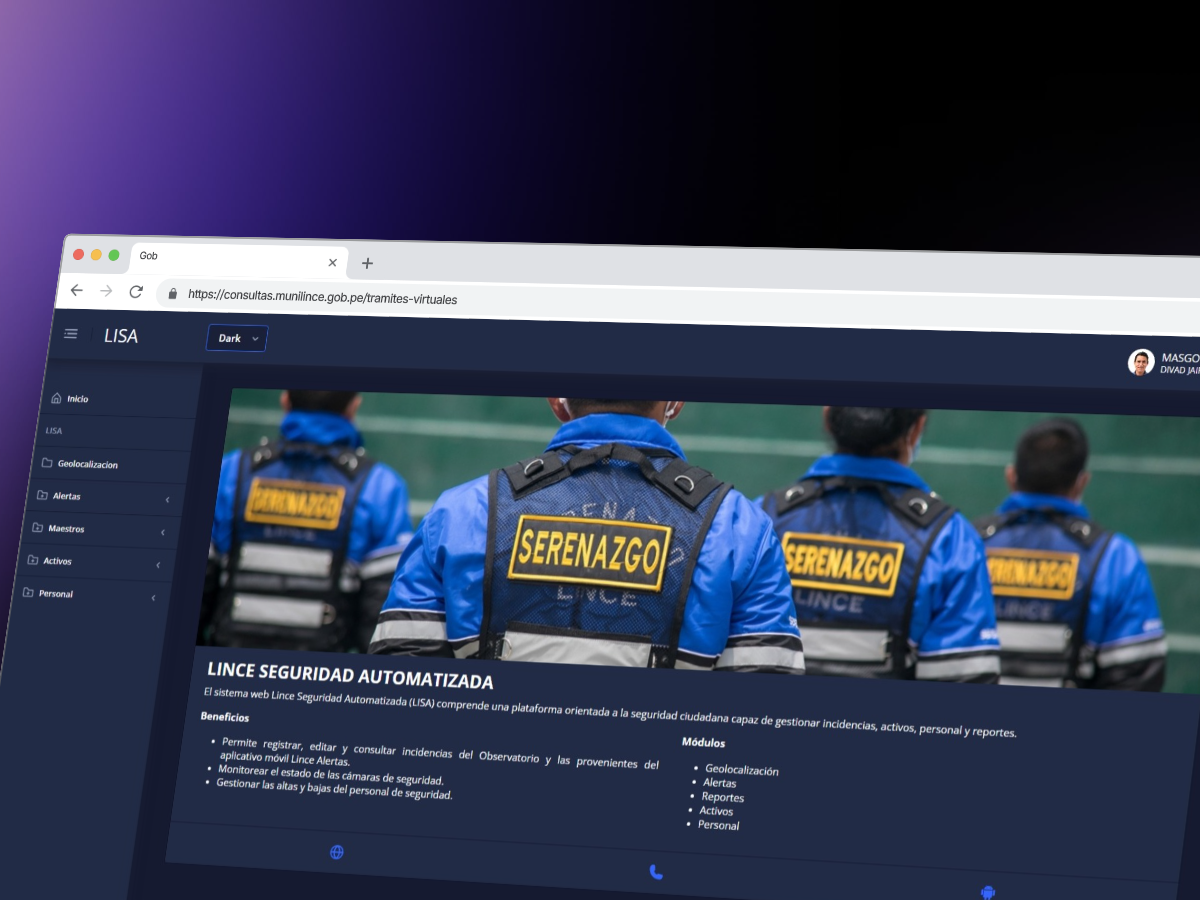 Gob
https://consultas.munilince.gob.pe/tramites-virtuales
LISA
Dark
MASGO
DIVAD JAI
Inicio
LISA
Geolocalizacion
Alertas
Maestros
Activos
Personal
SERENAZGO
SERENAZGO
LINCE
SERENAZGO
LINCE
SERENAZGO
LINCE
LINCE SEGURIDAD AUTOMATIZADA
El sistema web Lince Seguridad Automatizada (LISA) comprende una plataforma orientada a la seguridad ciudadana capaz de gestionar incidencias, activos, personal y reportes.
Beneficios
• Permite registrar, editar y consultar incidencias del Observatorio y las provenientes del
aplicativo móvil Lince Alertas.
• Monitorear el estado de las cámaras de seguridad.
• Gestionar las altas y bajas del personal de seguridad.
Módulos
• Geolocalización
• Alertas
• Reportes
• Activos
• Personal